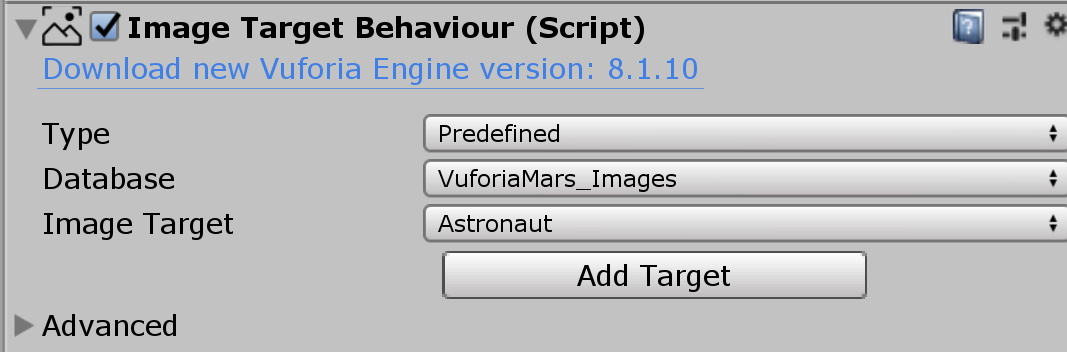 Image Target Behaviour (Script)
Download new Vuforia Engine version: 8.1.10
Type Predefined
Database VuforiaMars_Images
Image Target Astronaut
Add Target
Advanced